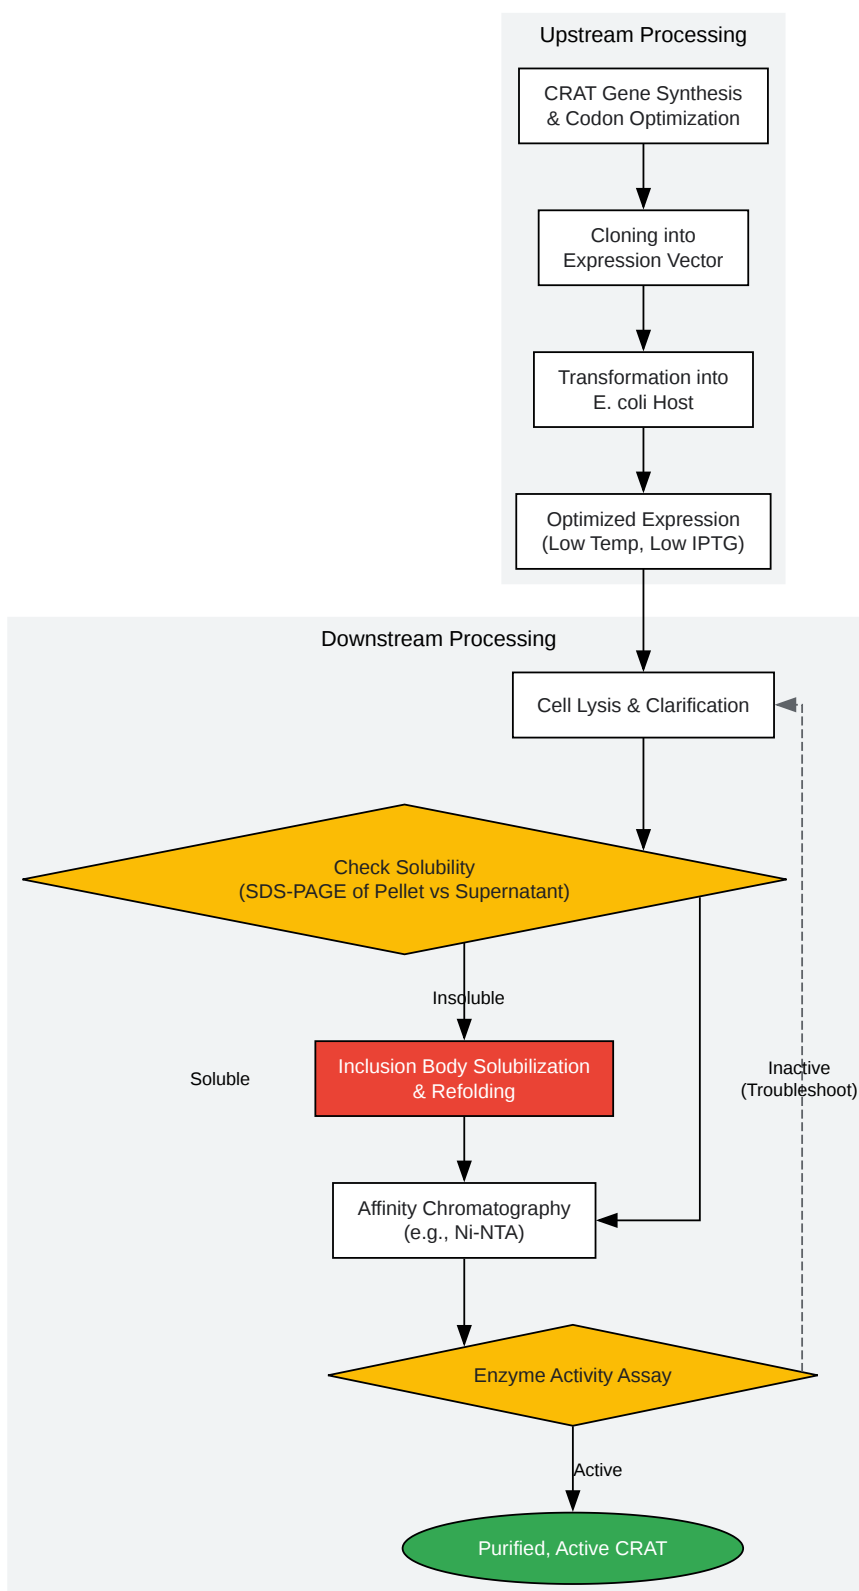 Upstream Processing
CRAT Gene Synthesis
& Codon Optimization
Cloning into
Expression Vector
Transformation into
E. coli Host
Optimized Expression
(Low Temp, Low IPTG)
Downstream Processing
Cell Lysis & Clarification
Check Solubility
(SDS-PAGE of Pellet vs Supernatant)
Insoluble
Inclusion Body Solubilization
& Refolding
Soluble
Inactive
(Troubleshoot)
Affinity Chromatography
(e.g., Ni-NTA)
Enzyme Activity Assay
Active
Purified, Active CRAT